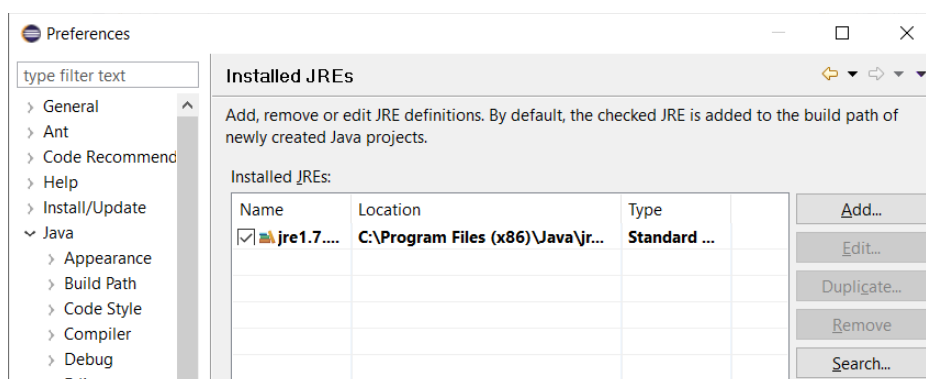 Preferences
type filter text
General
Ant
Code Recommend
Help
Install/Update
Java
Appearance
Build Path
Code Style
Compiler
Debug
Installed JREs
Add, remove or edit JRE definitions. By default, the checked JRE is added to the build path of
newly created Java projects.
Installed JREs:
Name Location Type
jre1.7.... C:\Program Files (x86)\Java\jr... Standard ...
Add...
Edit...
Duplicate...
Remove
Search...